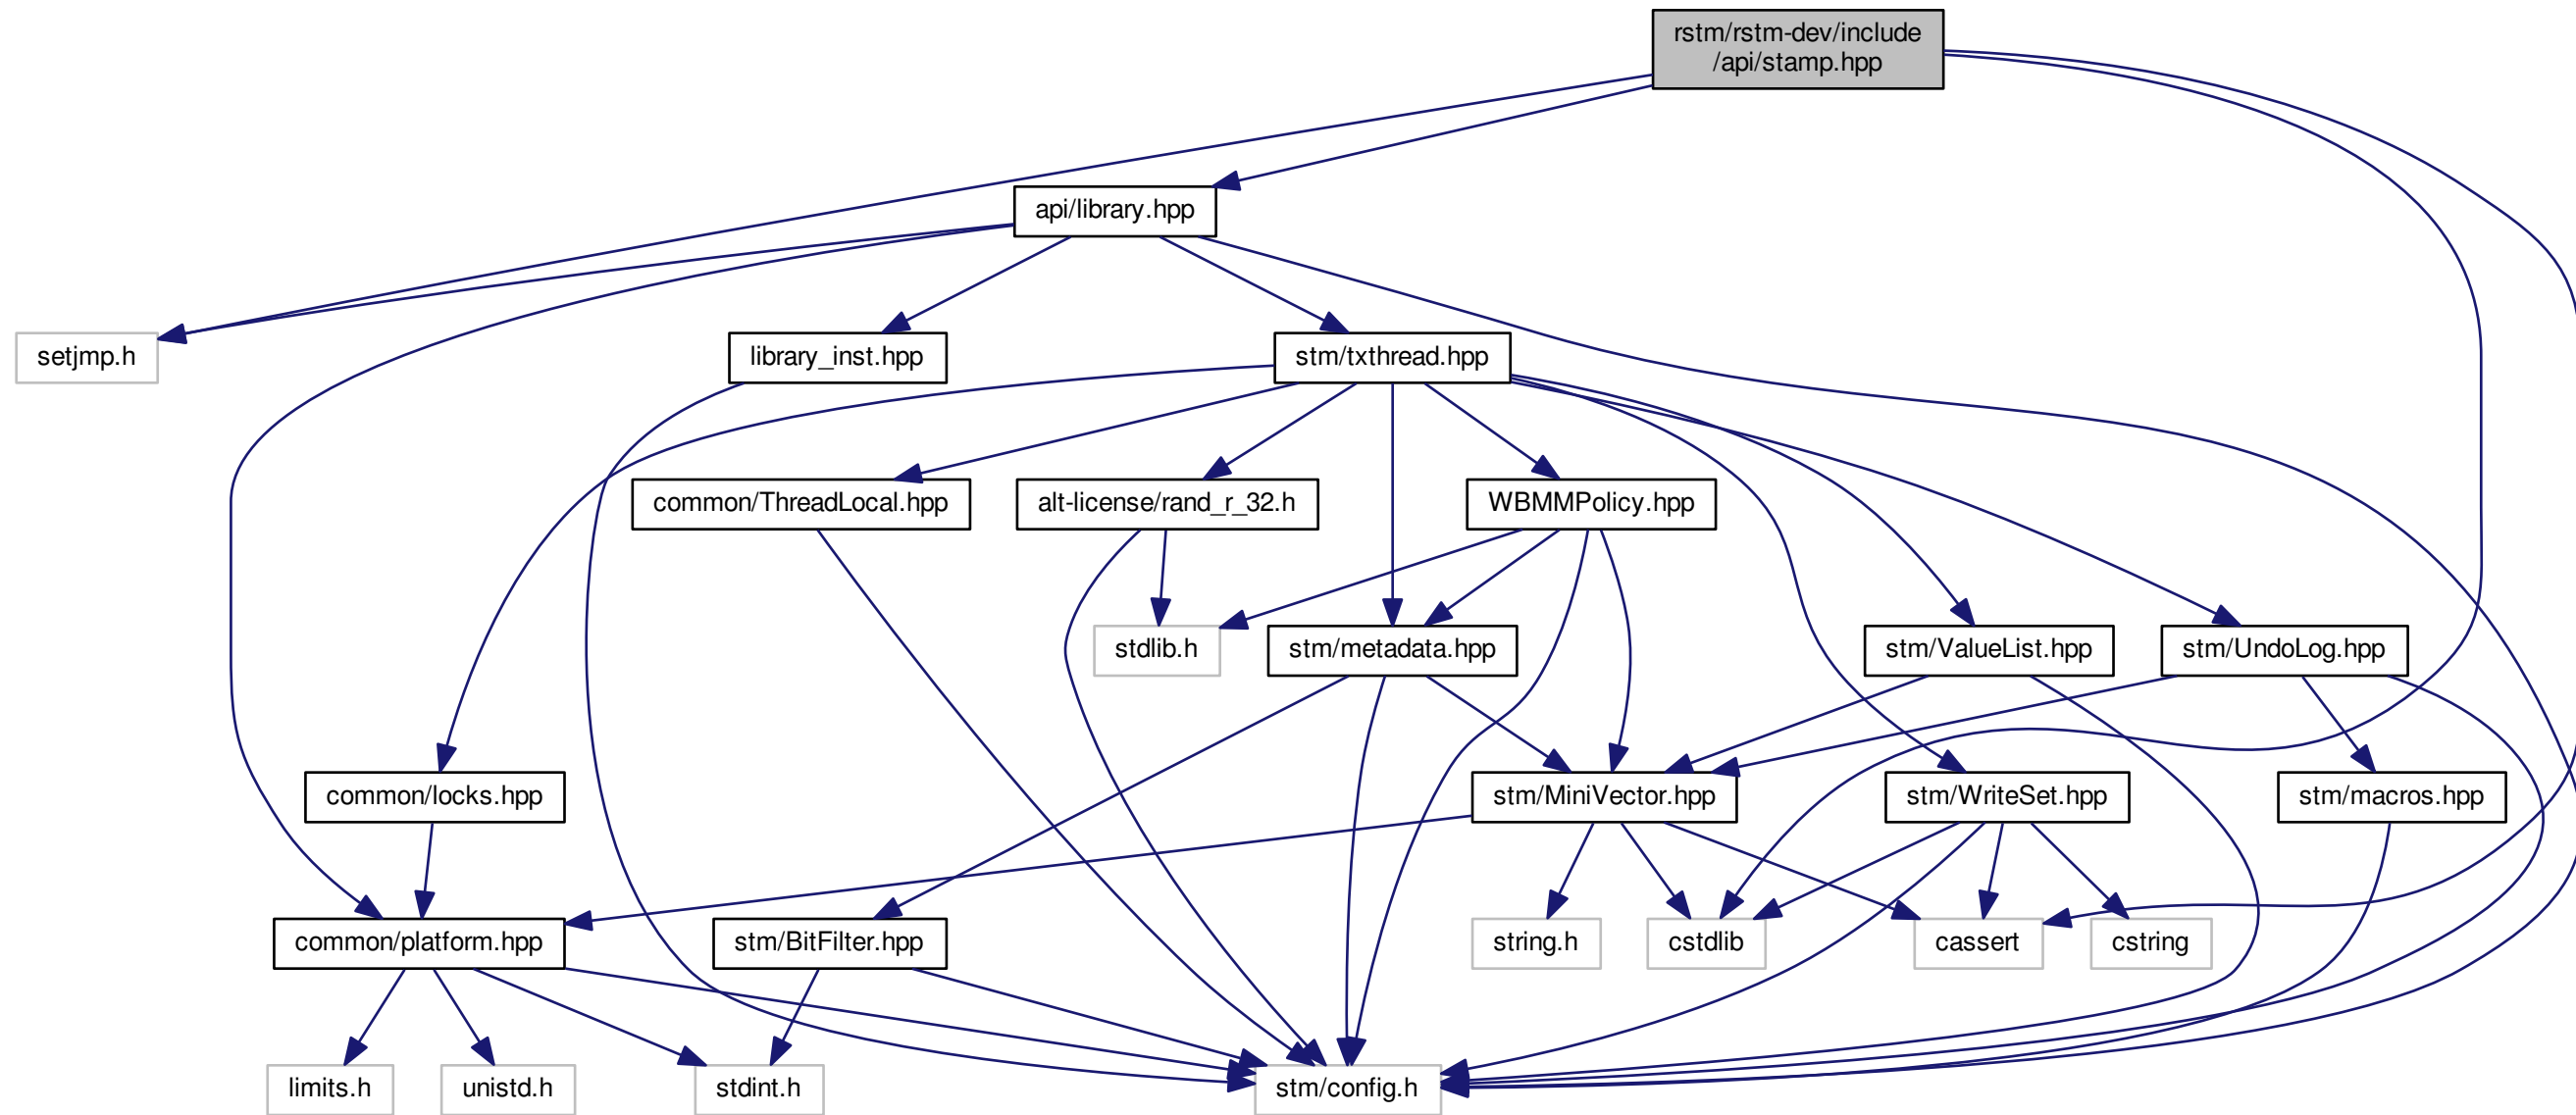 rstm/rstm-dev/include
/api/stamp.hpp
api/library.hpp
setjmp.h
library_inst.hpp
stm/txthread.hpp
common/ThreadLocal.hpp
alt-license/rand_r_32.h
WBMMPolicy.hpp
stdlib.h
stm/metadata.hpp
stm/ValueList.hpp
stm/UndoLog.hpp
common/locks.hpp
stm/MiniVector.hpp
stm/WriteSet.hpp
stm/macros.hpp
common/platform.hpp
stm/BitFilter.hpp
string.h
cstdlib
cassert
cstring
limits.h
unistd.h
stdint.h
stm/config.h